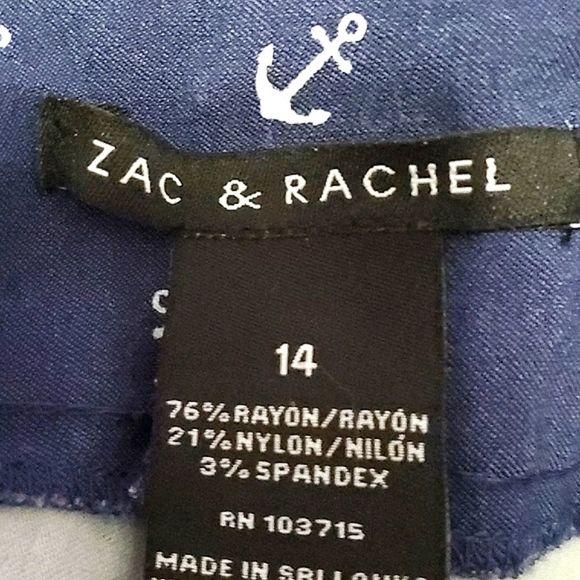 ZAC & RACHEL
14
76% RAYON/RAYÓN
21% NYLON/NILÓN
3% SPANDEX
RN 103715
MADE IN SRI LANKA